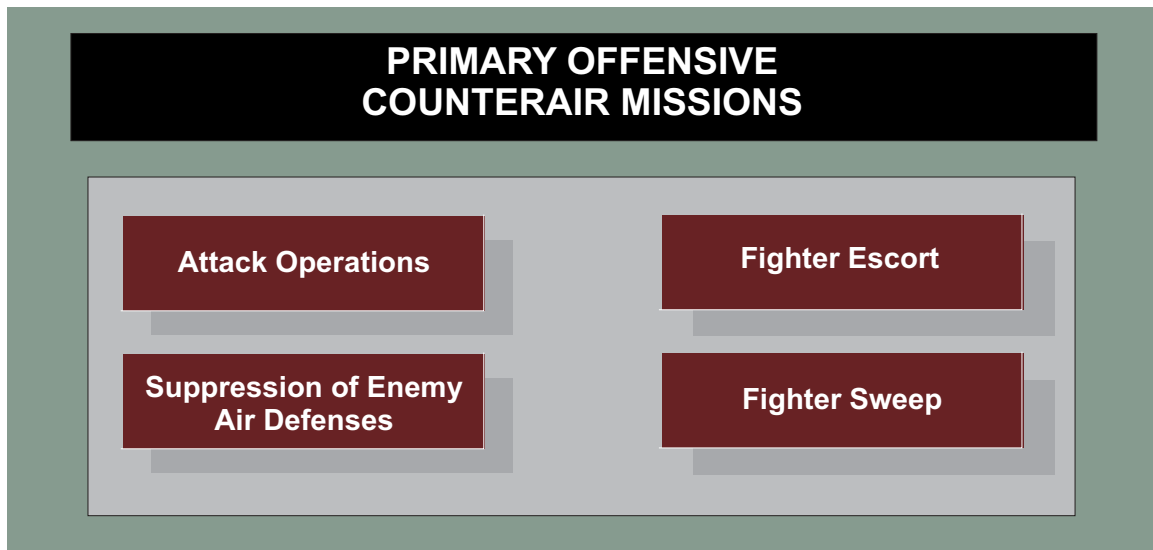 PRIMARY OFFENSIVE
COUNTERAIR MISSIONS
Attack Operations
Fighter Escort
Suppression of Enemy
Air Defenses
Fighter Sweep